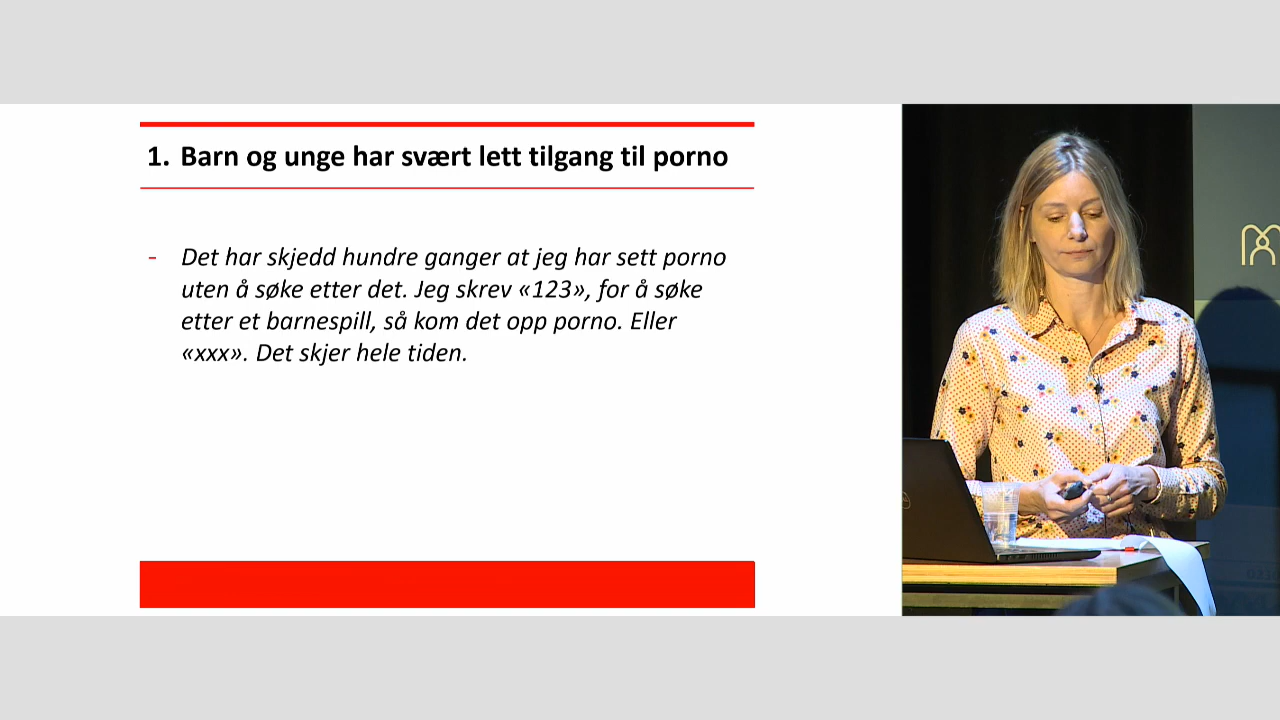 1. Barn og unge har svært lett tilgang til porno
- Det har skjedd hundre ganger at jeg har sett porno
uten å søke etter det. Jeg skrev «123», for å søke
etter et barnespill, så kom det opp porno. Eller
«xxx». Det skjer hele tiden.